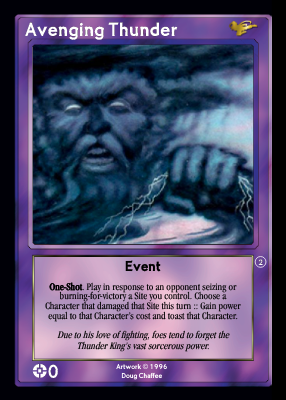 Avenging Thunder
Event
2
One-Shot. Play in response to an opponent seizing or
burning-for-victory a Site you control. Choose a
Character that damaged that Site this turn :: Gain power
equal to that Character's cost and toast that Character.
Due to his love of fighting, foes tend to forget the
Thunder King's vast sorcerous power.
0
Artwork © 1996
Doug Chaffee